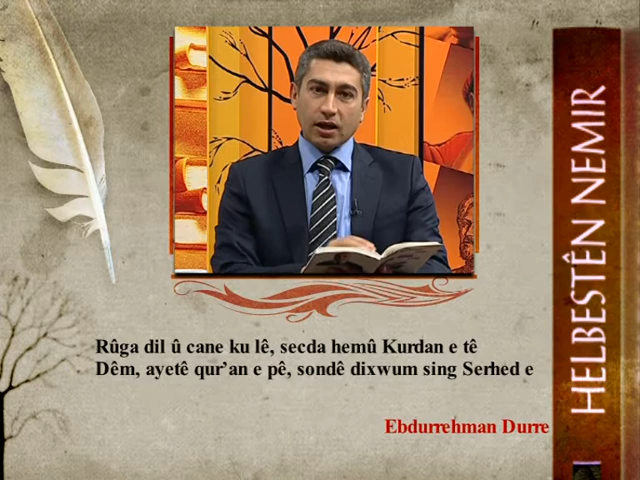 Rûga dil û cane ku lê, secda hemû Kurdan e tê
Dêm, ayetê qur’an e pê, sondê dixwum sing Serhed e
Ebdurrehman Durre
HELBESTÊN NEMIR